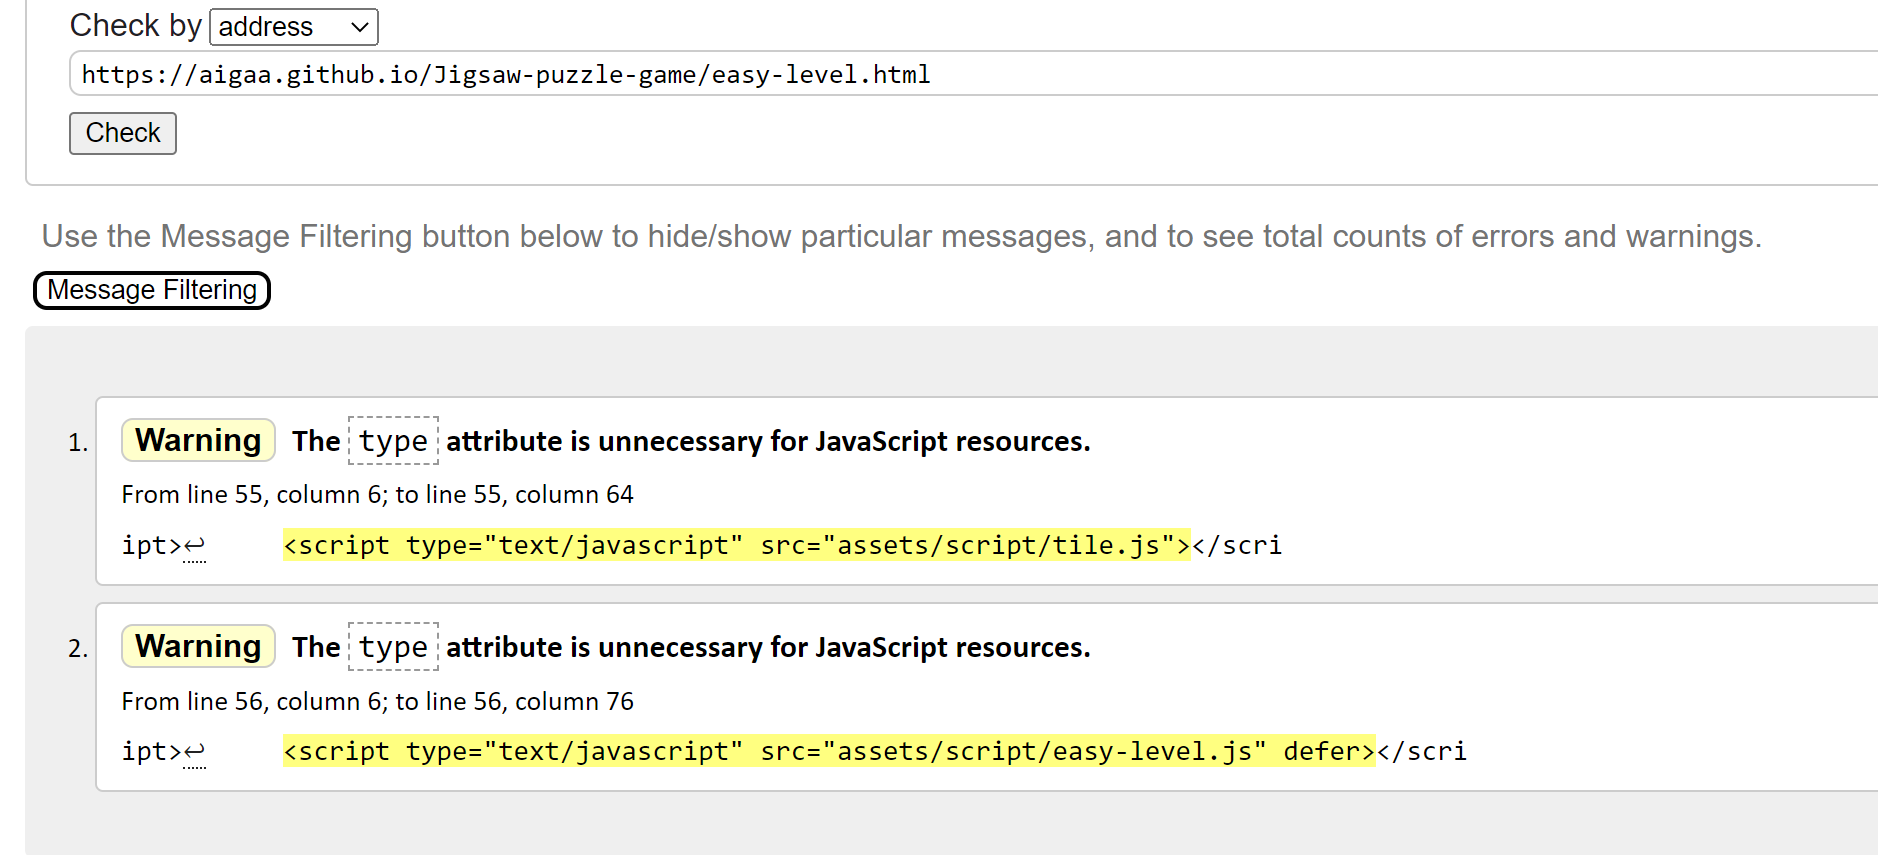 Check by address
https://aigaa.github.io/Jigsaw-puzzle-game/easy-level.html
Check
Use the Message Filtering button below to hide/show particular messages, and to see total counts of errors and warnings.
Message Filtering
1. Warning The type attribute is unnecessary for JavaScript resources.
From line 55, column 6; to line 55, column 64
ipt>↩ <script type="text/javascript" src="assets/script/tile.js"></scri
2. Warning The type attribute is unnecessary for JavaScript resources.
From line 56, column 6; to line 56, column 76
ipt>↩ <script type="text/javascript" src="assets/script/easy-level.js" defer></scri